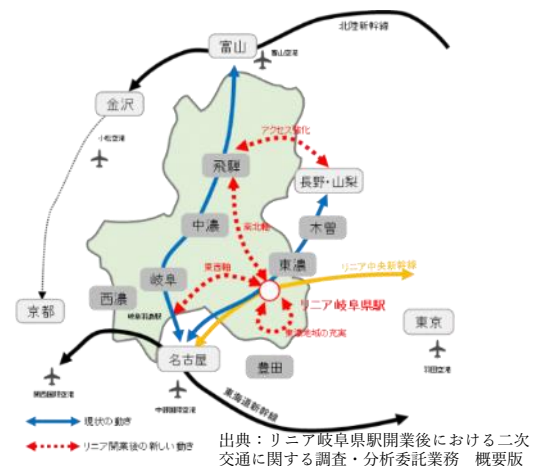 北陸新幹線
富山
富山空港
金沢
小松空港
アクセス強化
飛騨
長野・山梨
中濃
南北軸
木曽
東濃
リニア中央新幹線
東西軸
岐阜
西濃
リニア岐阜県駅
京都
岐阜羽島駅
東京
東濃地域の充実
名古屋
豊田
羽田空港
関西国際空港
中部国際空港
東海道新幹線
現状の動き
リニア開業後の新しい動き
出典：リニア岐阜県駅開業後における二次
交通に関する調査・分析委託業務　概要版